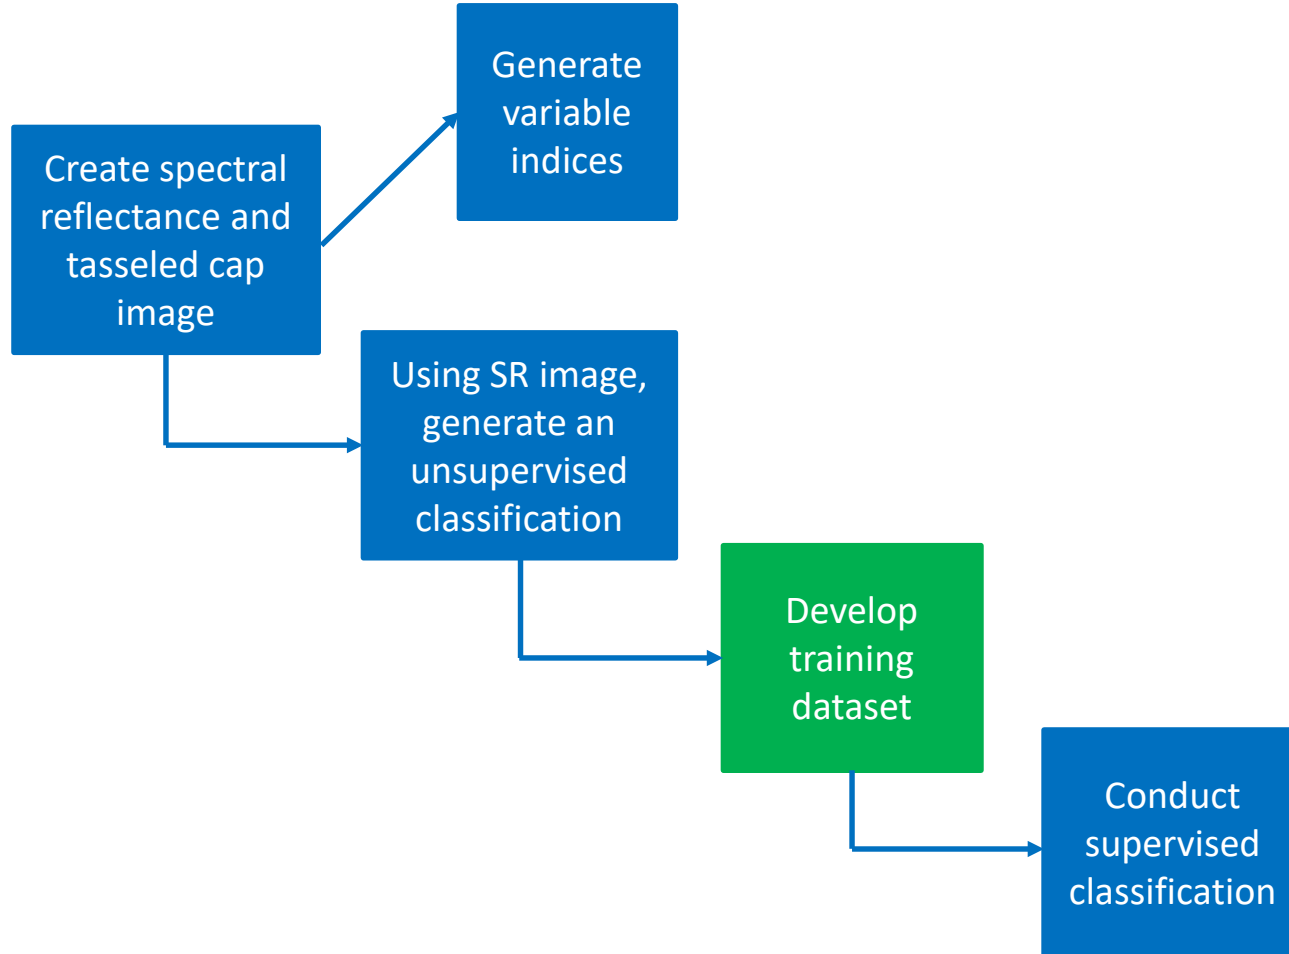 Generate
variable
indices
Create spectral
reflectance and
tasseled cap
image
Using SR image,
generate an
unsupervised
classification
Develop
training
dataset
Conduct
supervised
classification